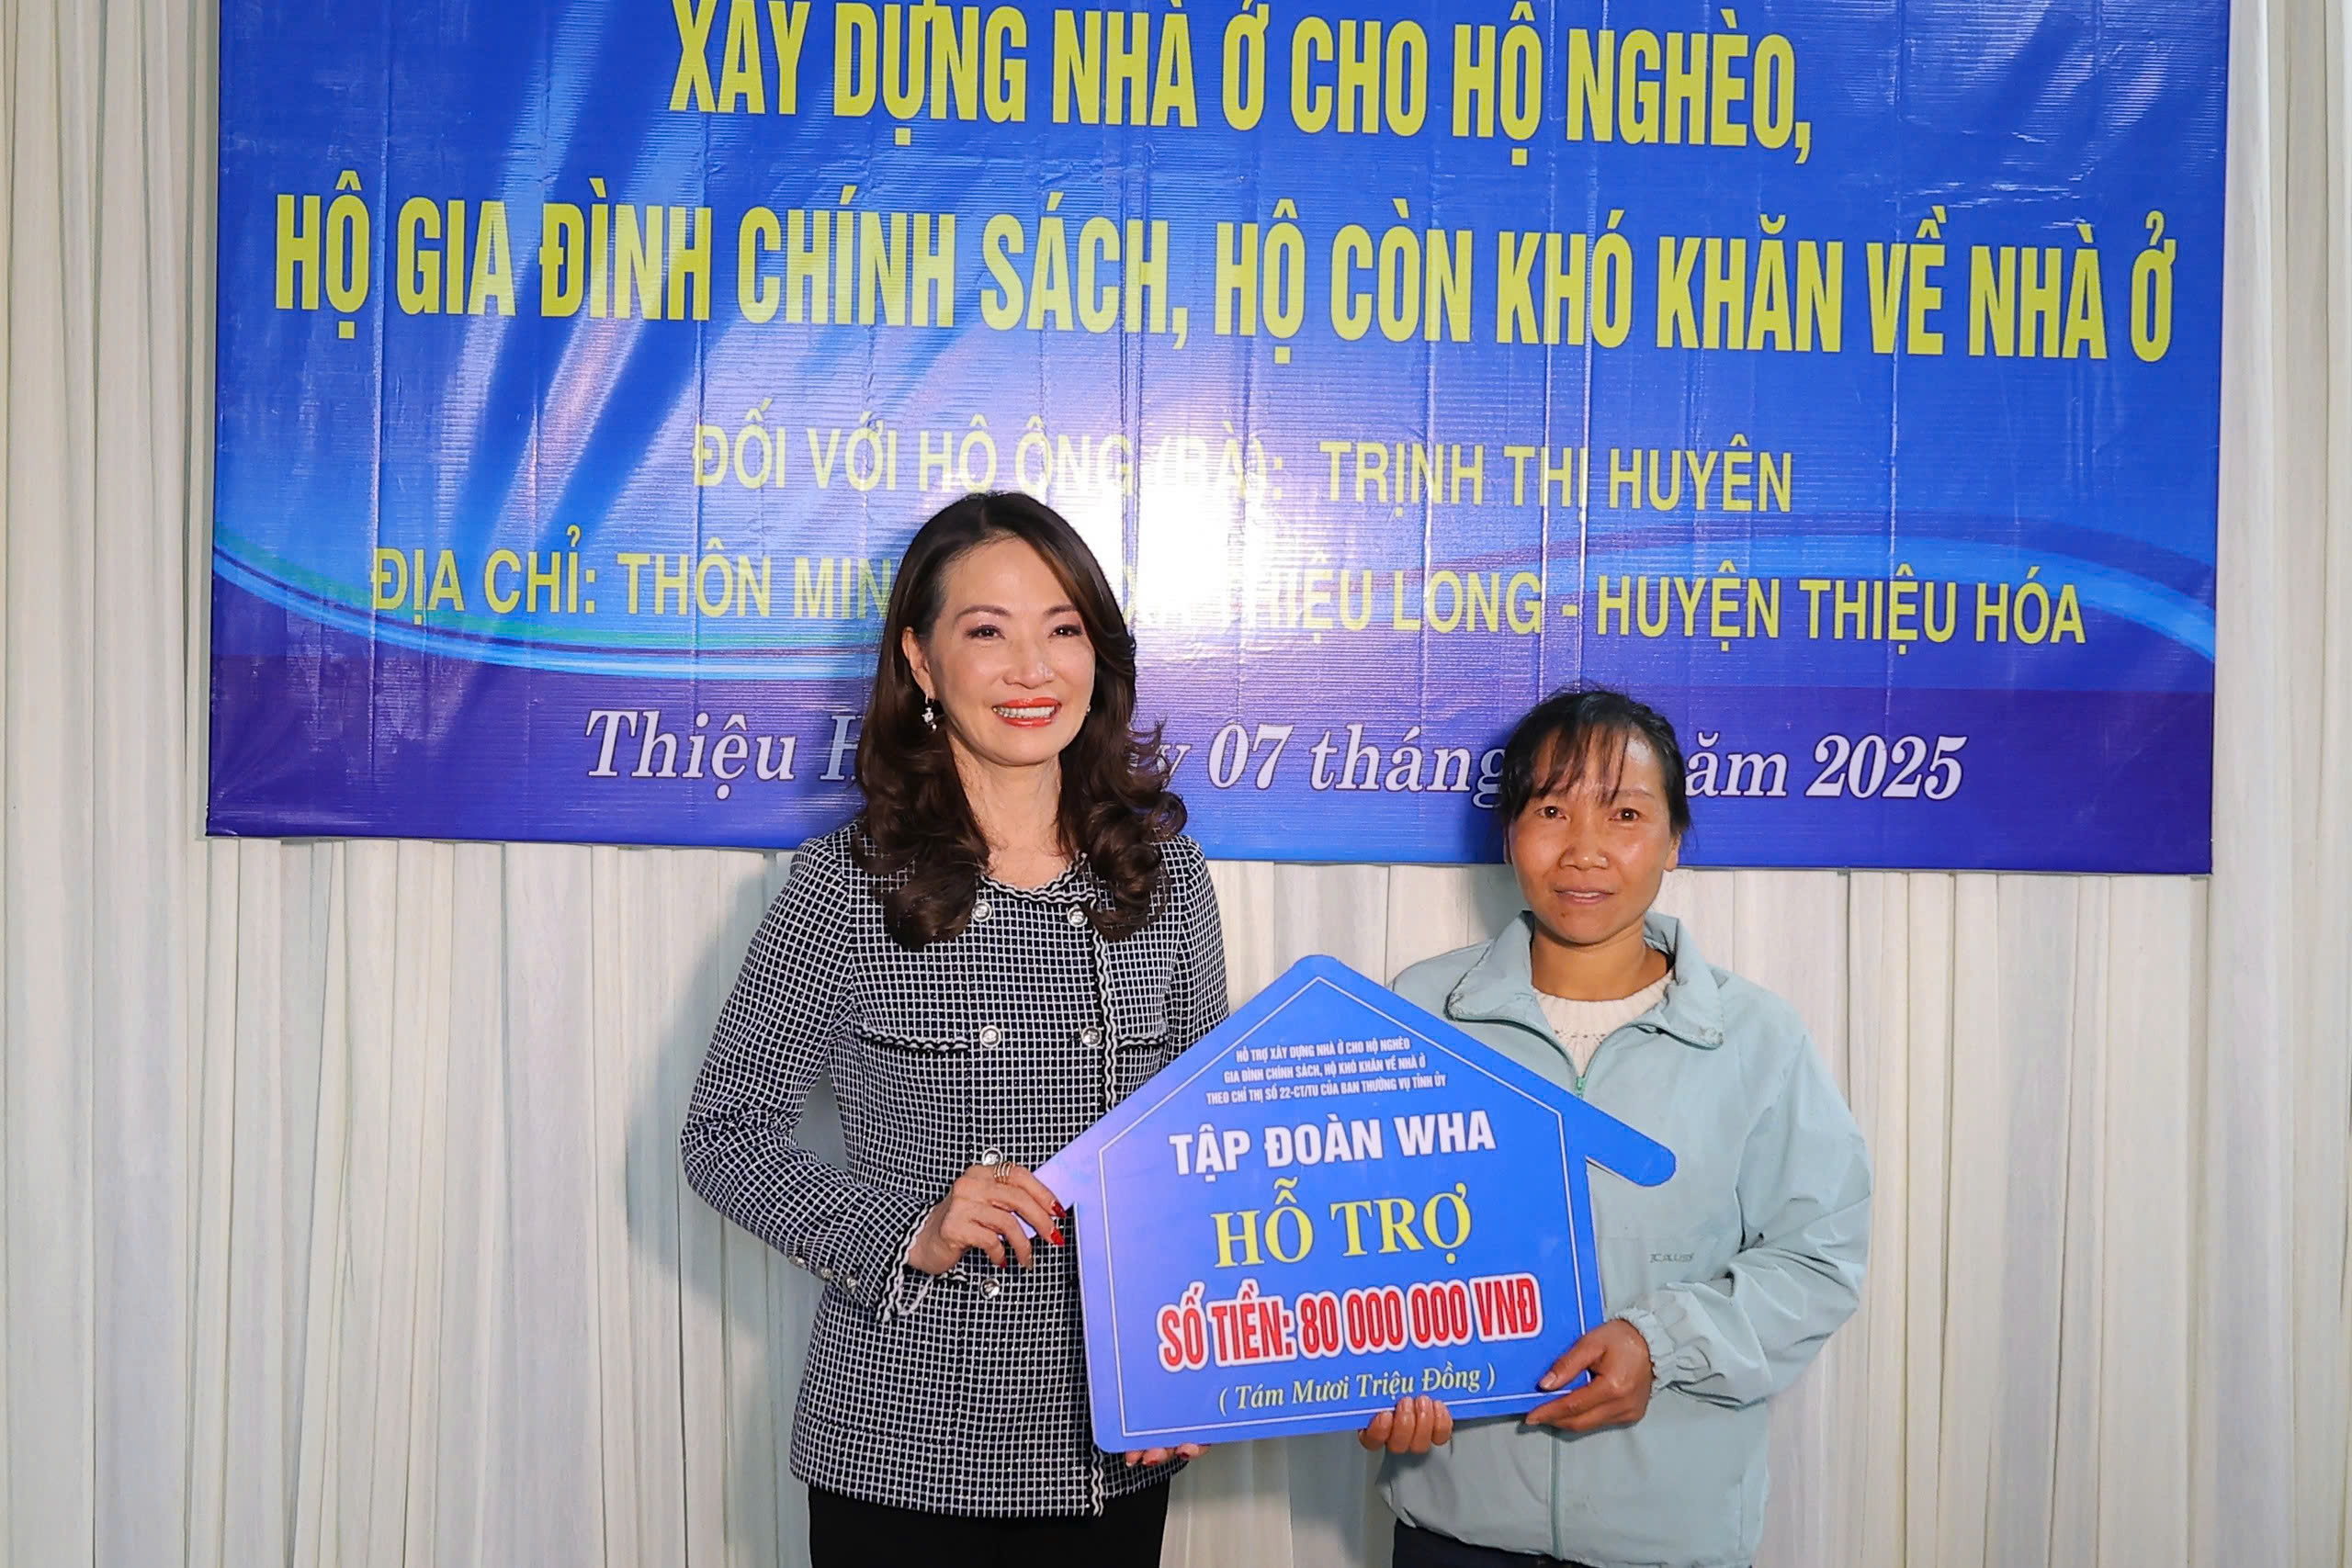 XÂY DỰNG NHÀ Ở CHO HỘ NGHÈO,
HỘ GIA ĐÌNH CHÍNH SÁCH, HỘ CÒN KHÓ KHĂN VỀ NHÀ Ở
ĐỐI VỚI HỘ ÔNG (BÀ): TRỊNH THỊ HUYÊN
ĐỊA CHỈ: THÔN THIỆU LONG - HUYỆN THIỆU HÓA
Thiệu 07 tháng năm 2025
HỖ TRỢ XÂY DỰNG NHÀ Ở CHO HỘ NGHÈO
GIA ĐÌNH CHÍNH SÁCH, HỘ KHÓ KHĂN VỀ NHÀ Ở
THEO CHỈ THỊ SỐ 22-CT/TU CỦA BAN THƯỜNG VỤ TỈNH ỦY
TẬP ĐOÀN WHA
HỖ TRỢ
SỐ TIỀN: 80 000 000 VNĐ
( Tám Mươi Triệu Đồng )